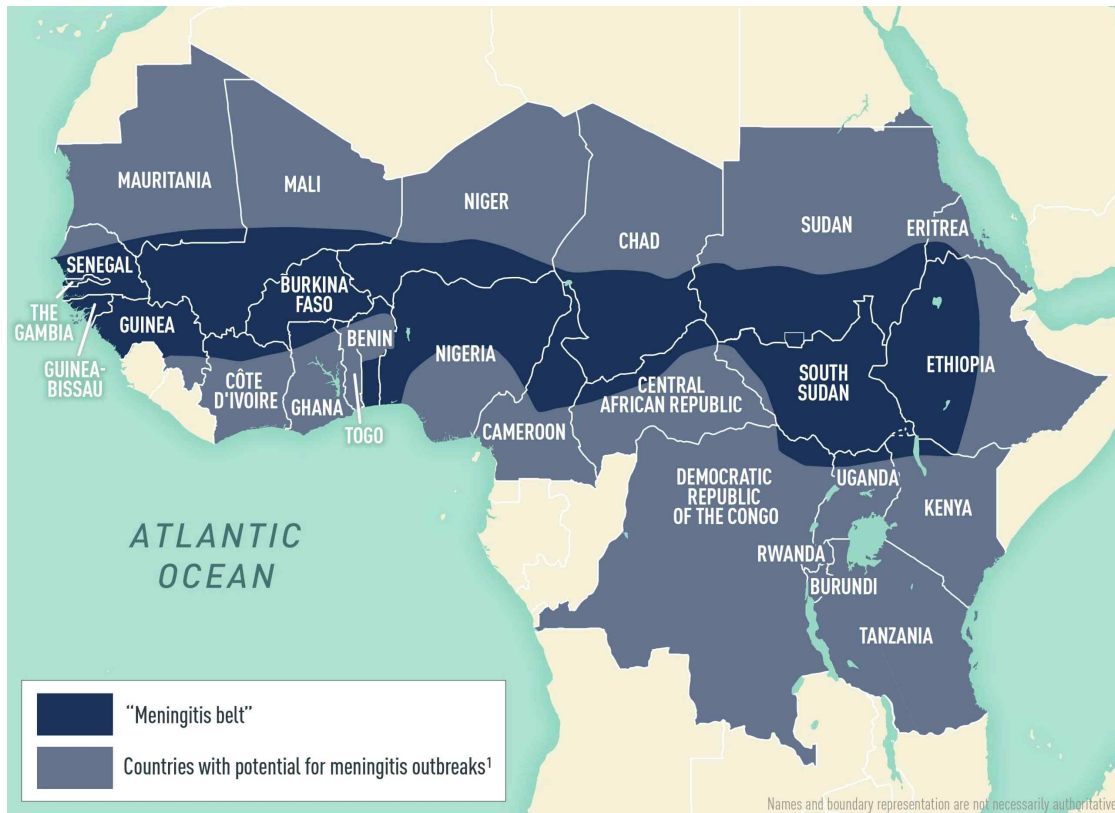 MAURITANIA
MALI
NIGER
CHAD
SUDAN
ERITREA
SENEGAL
THE
GAMBIA
GUINEA-
BISSAU
GUINEA
BURKINA
FASO
BENIN
NIGERIA
CÔTE
D'IVOIRE
GHANA
TOGO
CAMEROON
CENTRAL
AFRICAN REPUBLIC
SOUTH
SUDAN
ETHIOPIA
DEMOCRATIC
REPUBLIC
OF THE CONGO
UGANDA
KENYA
RWANDA
BURUNDI
TANZANIA
ATLANTIC
OCEAN
“Meningitis belt”
Countries with potential for meningitis outbreaks¹
Names and boundary representation are not necessarily authoritative